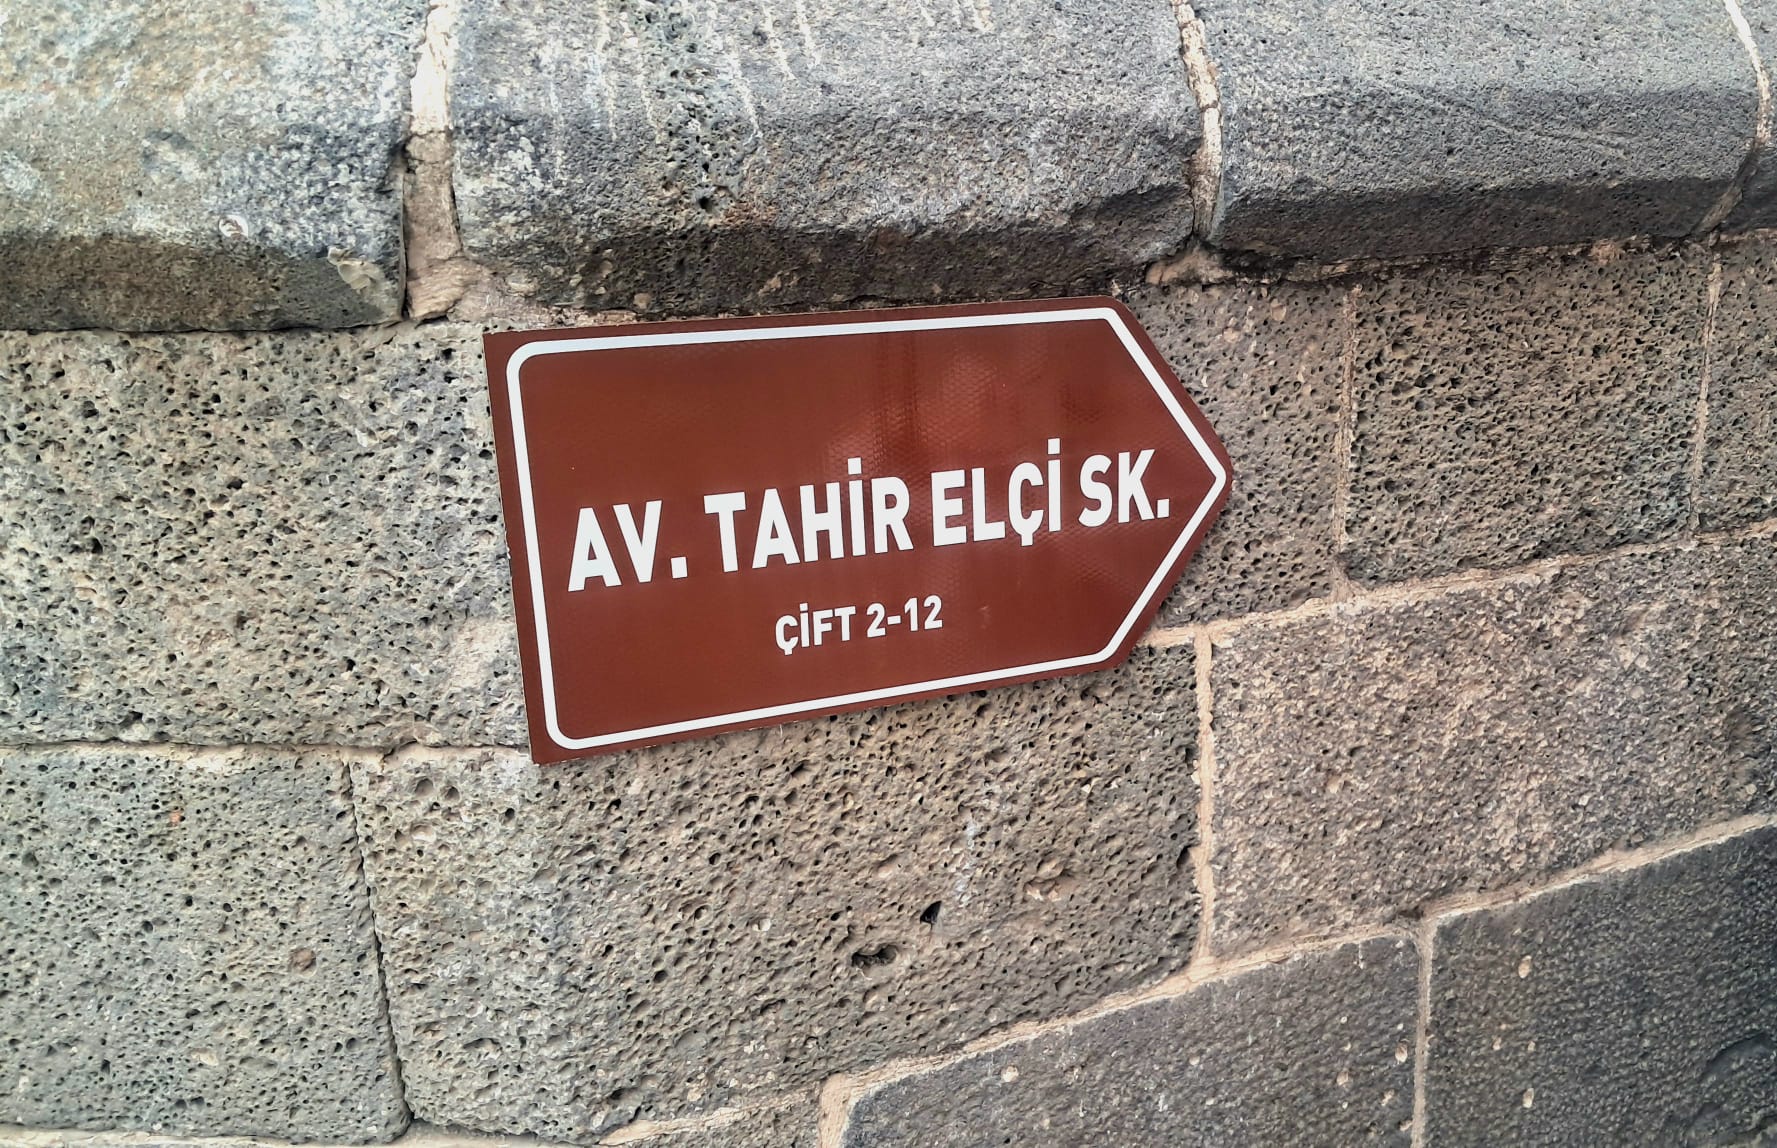 AV. TAHİR ELÇİ SK.
ÇİFT 2-12